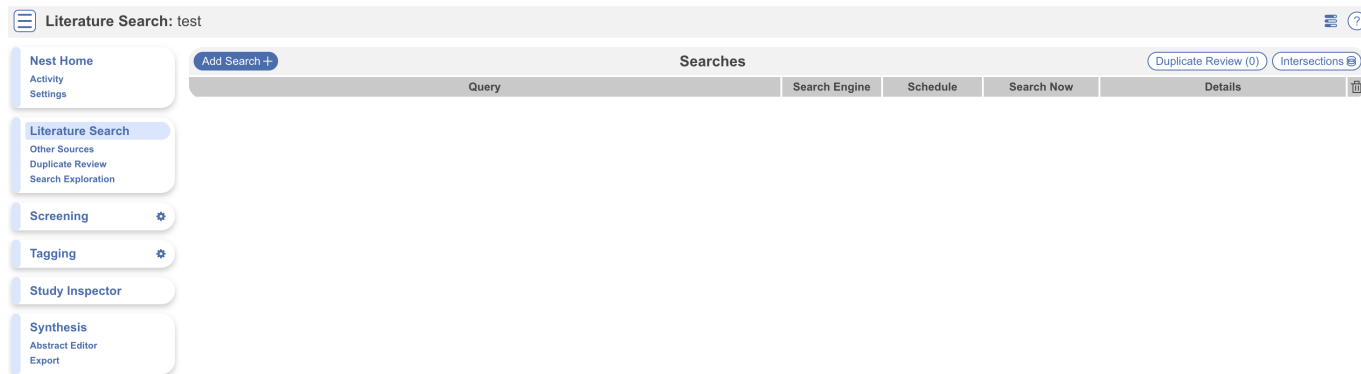 Literature Search: test
?
Nest Home
Activity
Settings
Literature Search
Other Sources
Duplicate Review
Search Exploration
Screening
Tagging
Study Inspector
Synthesis
Abstract Editor
Export
Add Search +
Searches
Duplicate Review (0)
Intersections
Query
Search Engine
Schedule
Search Now
Details